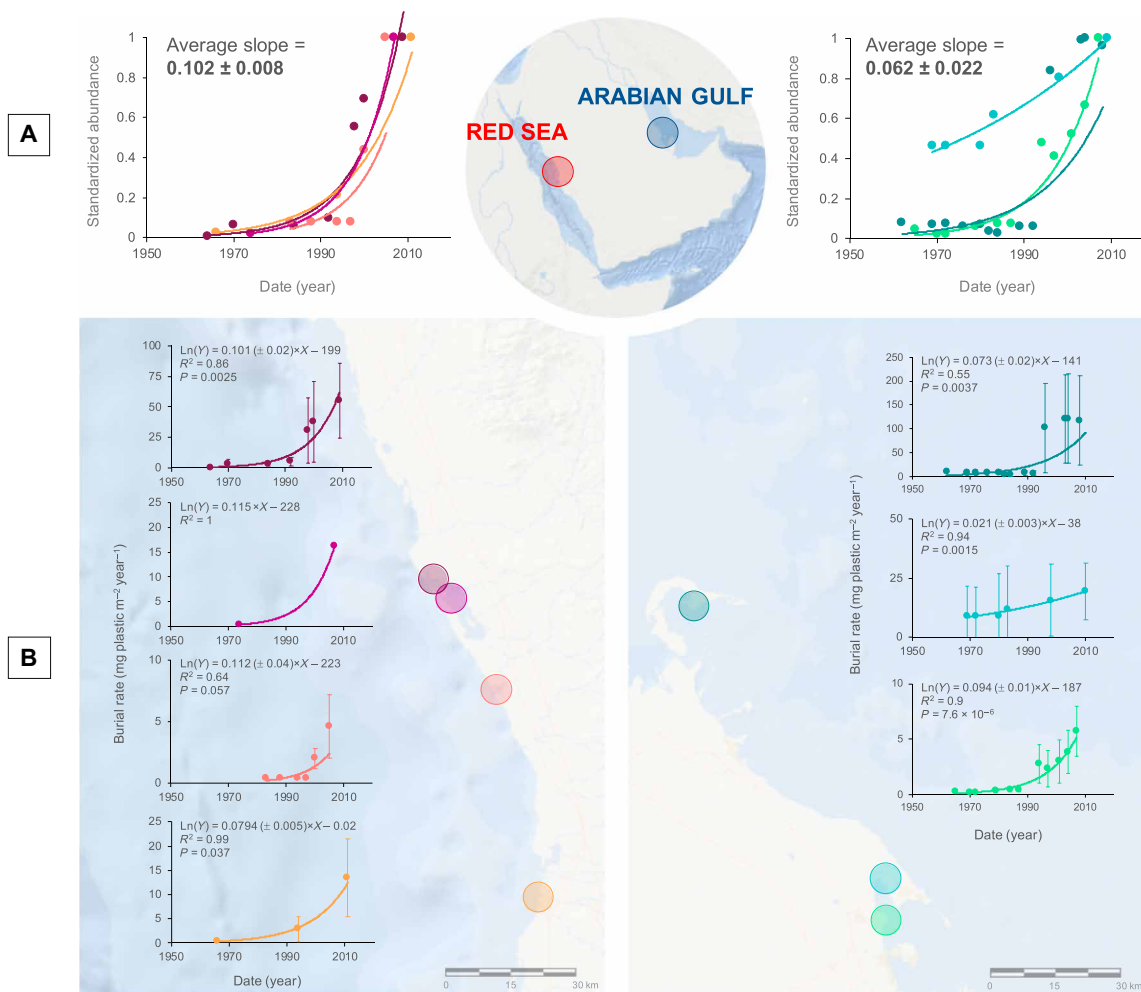 A
Average slope =
0.102 ± 0.008
Standardized abundance
1
0.8
0.6
0.4
0.2
0
1950
1970
1990
2010
Date (year)
ARABIAN GULF
RED SEA
Average slope =
0.062 ± 0.022
Standardized abundance
1
0.8
0.6
0.4
0.2
0
1950
1970
1990
2010
Date (year)
B
Burial rate (mg plastic m⁻² year⁻¹)
Ln(Y) = 0.101 (± 0.02)×X – 199
R² = 0.86
P = 0.0025
100
75
50
25
0
1950
1970
1990
2010
Ln(Y) = 0.115×X – 228
R² = 1
25
20
15
10
5
0
1950
1970
1990
2010
Ln(Y) = 0.112 (± 0.04)×X – 223
R² = 0.64
P = 0.057
10
5
0
1950
1970
1990
2010
Ln(Y) = 0.0794 (± 0.005)×X – 0.02
R² = 0.99
P = 0.037
25
20
15
10
5
0
1950
1970
1990
2010
Date (year)
0
15
30 km
Burial rate (mg plastic m⁻² year⁻¹)
Ln(Y) = 0.073 (± 0.02)×X – 141
R² = 0.55
P = 0.0037
250
200
150
100
50
0
1950
1970
1990
2010
Ln(Y) = 0.021 (± 0.003)×X – 38
R² = 0.94
P = 0.0015
50
25
0
1950
1970
1990
2010
Ln(Y) = 0.094 (± 0.01)×X – 187
R² = 0.9
P = 7.6 × 10⁻⁶
10
5
0
1950
1970
1990
2010
Date (year)
0
15
30 km